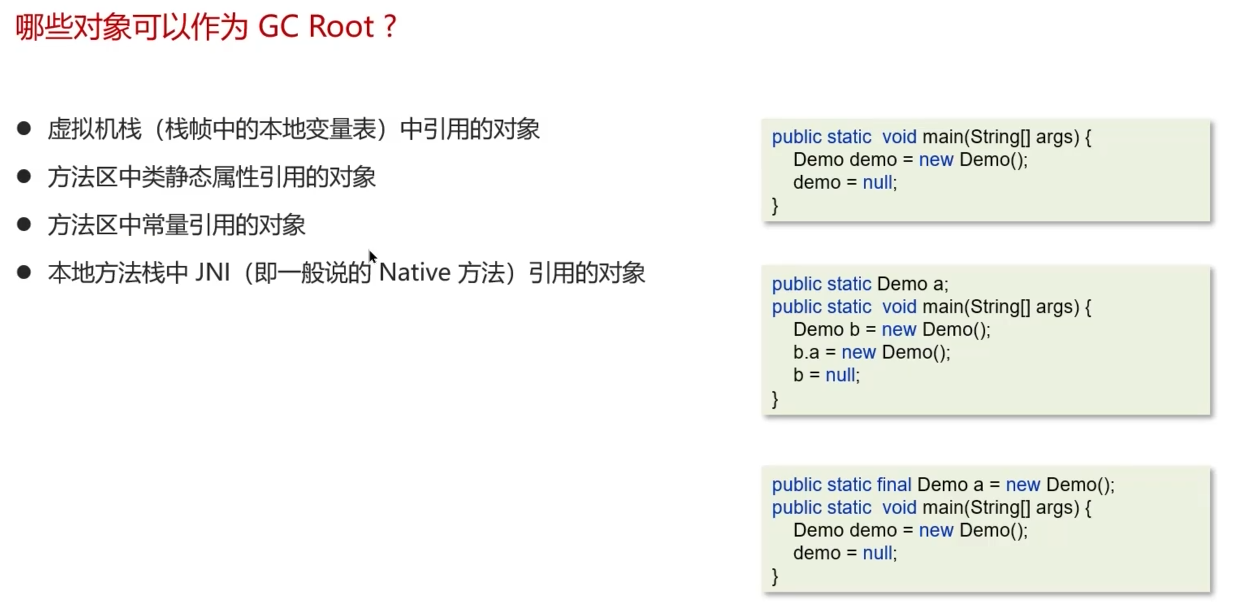 哪些对象可以作为 GC Root ?
● 虚拟机栈（栈帧中的本地变量表）中引用的对象
● 方法区中类静态属性引用的对象
● 方法区中常量引用的对象
● 本地方法栈中 JNI（即一般说的 Native 方法）引用的对象
public static  void main(String[] args) {
    Demo demo = new Demo();
    demo = null;
}
public static Demo a;
public static  void main(String[] args) {
    Demo b = new Demo();
    b.a = new Demo();
    b = null;
}
public static final Demo a = new Demo();
public static  void main(String[] args) {
    Demo demo = new Demo();
    demo = null;
}